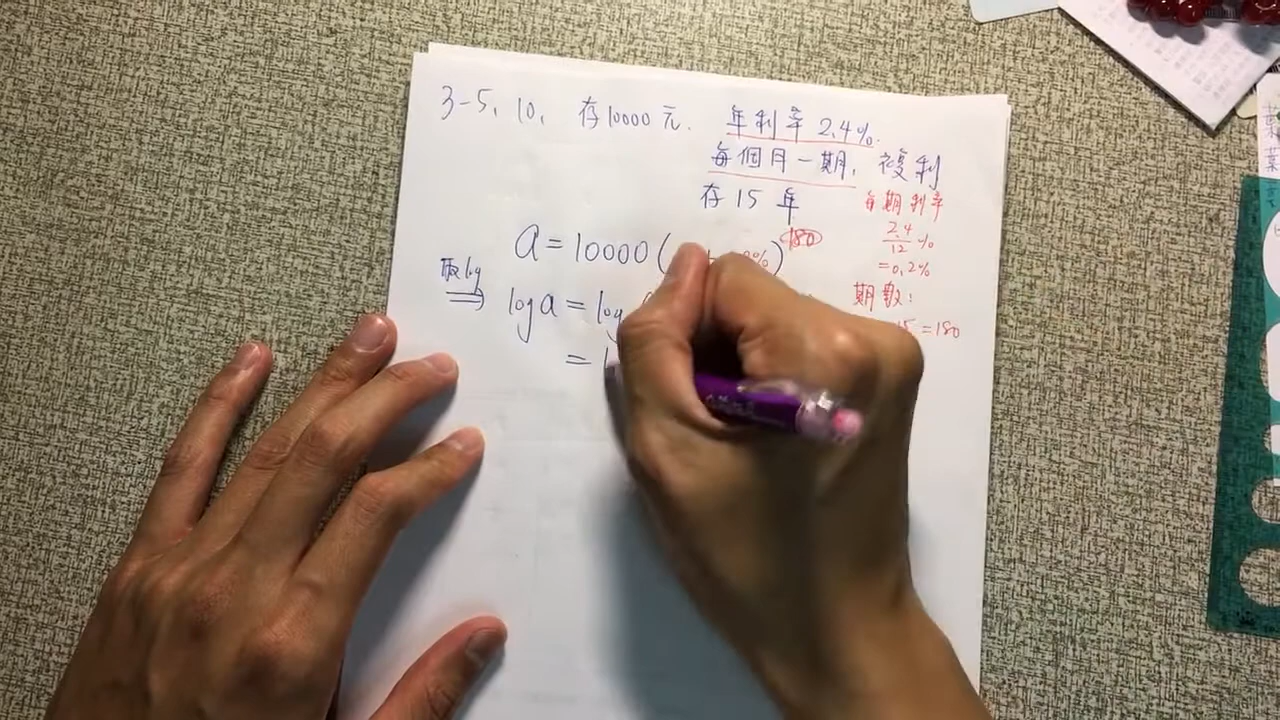 3-5, 10, 存10000元. 年利率 2.4%.
每個月一期, 複利
存 15 年
每期利率
2.4/12 %
=0.2%
期數:
15 = 180
a = 10000 ( %)^180
取log
⇒ log a = log
=